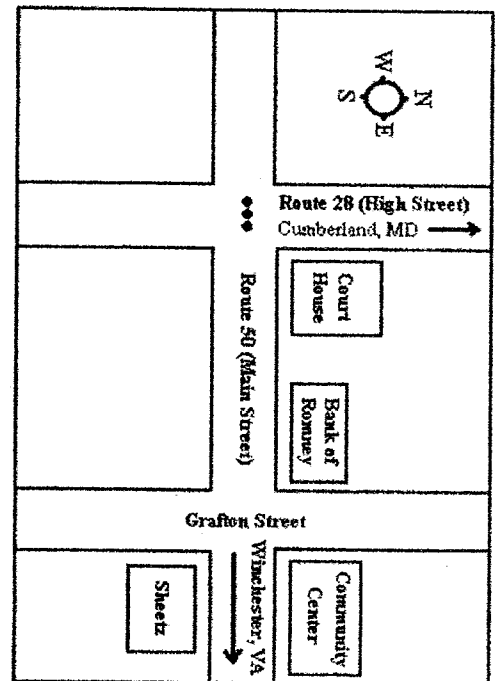 W
N
S
E
Route 28 (High Street)
Cumberland, MD
Court
House
Route 50 (Main Street)
Bank of
Romney
Grafton Street
Winchester, VA
Community
Center
Sheetz